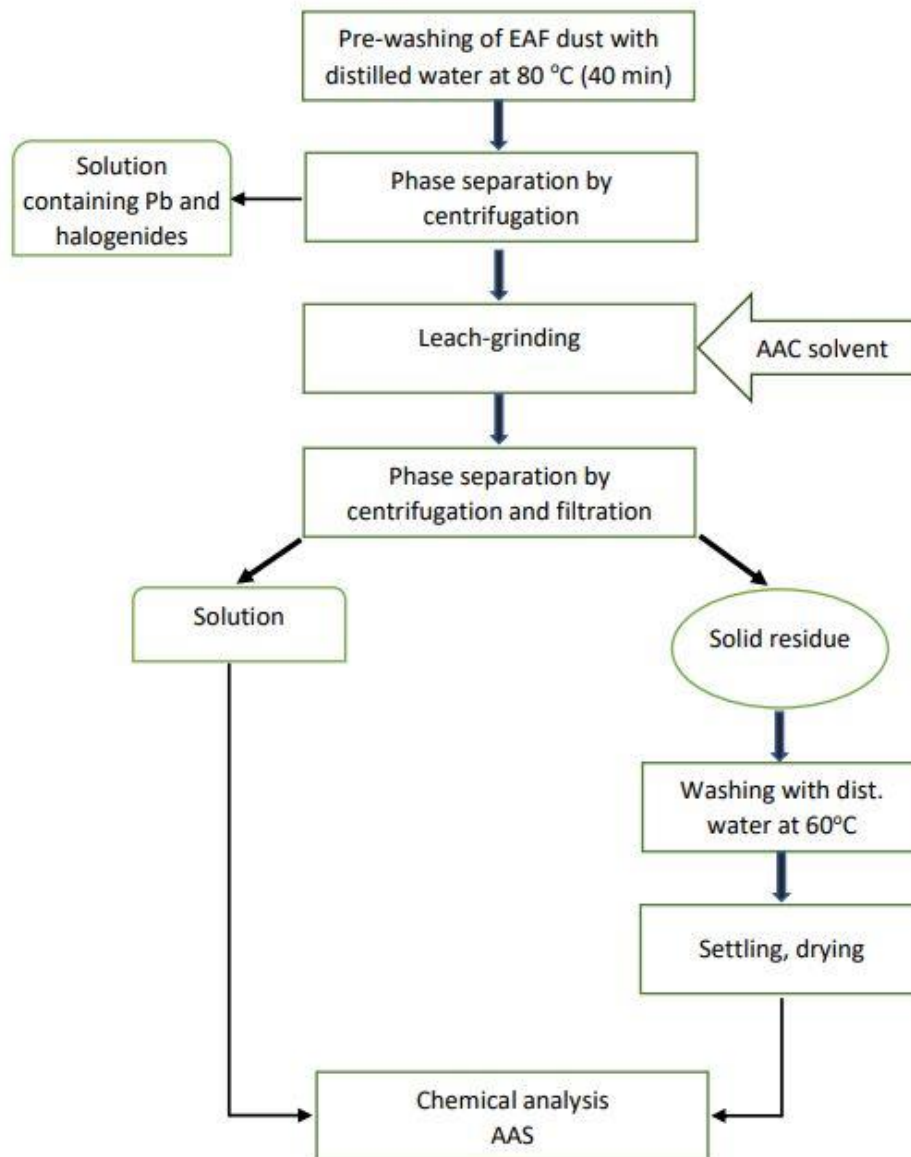 Pre-washing of EAF dust with
distilled water at 80 °C (40 min)
Solution
containing Pb and
halogenides
Phase separation by
centrifugation
Leach-grinding
AAC solvent
Phase separation by
centrifugation and filtration
Solution
Solid residue
Washing with dist.
water at 60°C
Settling, drying
Chemical analysis
AAS